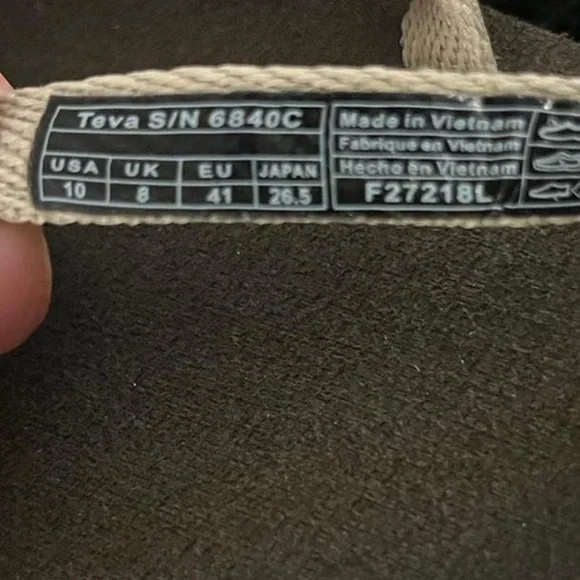 Teva S/N 6840C
USA UK EU JAPAN
10 8 41 26.5
Made in Vietnam
Fabrique en Vietnam
Hecho en Vietnam
F27218L